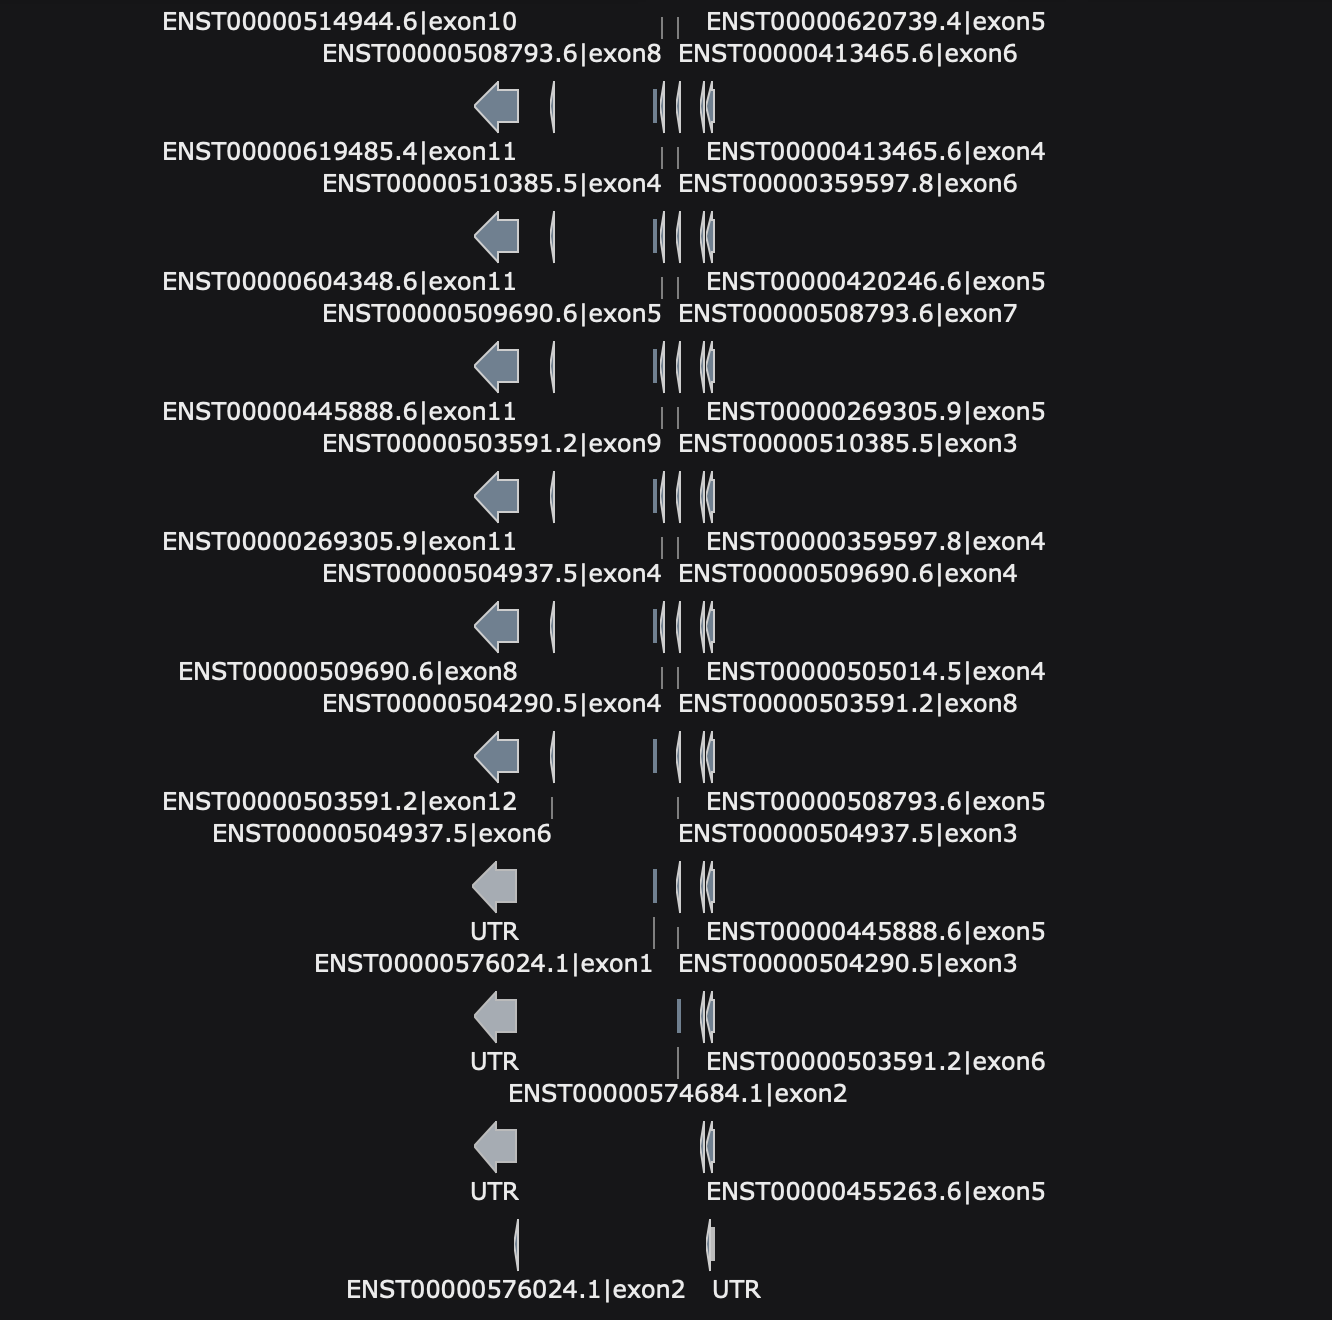 ENST00000514944.6|exon10 ENST00000620739.4|exon5
ENST00000508793.6|exon8 ENST00000413465.6|exon6
ENST00000619485.4|exon11 ENST00000413465.6|exon4
ENST00000510385.5|exon4 ENST00000359597.8|exon6
ENST00000604348.6|exon11 ENST00000420246.6|exon5
ENST00000509690.6|exon5 ENST00000508793.6|exon7
ENST00000445888.6|exon11 ENST00000269305.9|exon5
ENST00000503591.2|exon9 ENST00000510385.5|exon3
ENST00000269305.9|exon11 ENST00000359597.8|exon4
ENST00000504937.5|exon4 ENST00000509690.6|exon4
ENST00000509690.6|exon8 ENST00000505014.5|exon4
ENST00000504290.5|exon4 ENST00000503591.2|exon8
ENST00000503591.2|exon12 ENST00000508793.6|exon5
ENST00000504937.5|exon6 ENST00000504937.5|exon3
UTR ENST00000445888.6|exon5
ENST00000576024.1|exon1 ENST00000504290.5|exon3
UTR ENST00000503591.2|exon6
ENST00000574684.1|exon2
UTR ENST00000455263.6|exon5
ENST00000576024.1|exon2 UTR